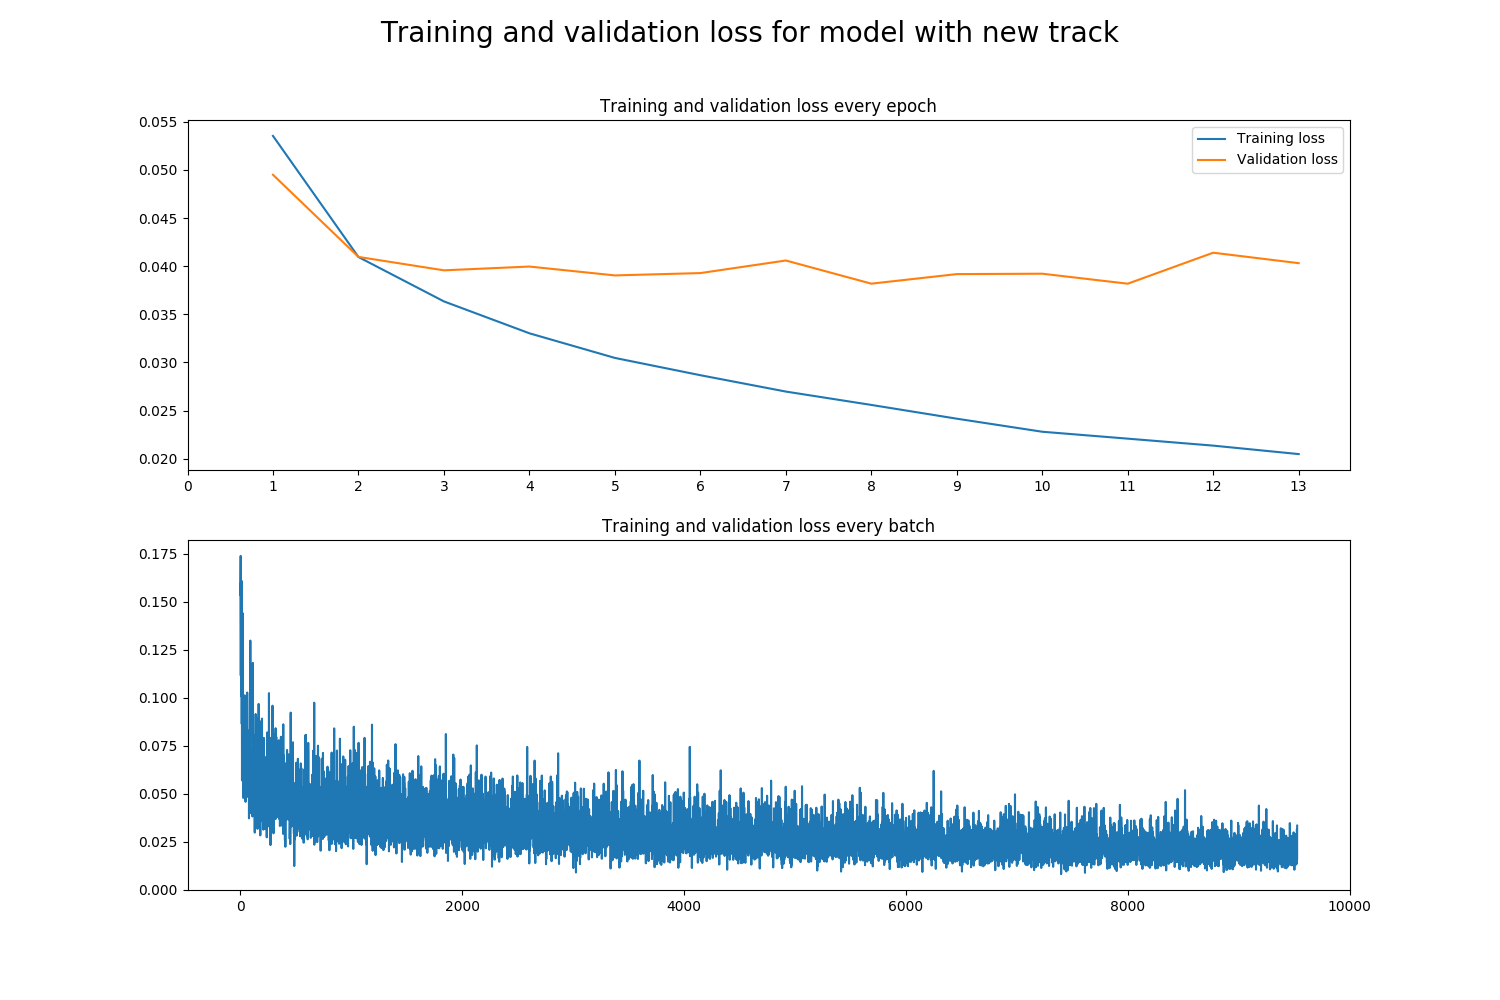 Training and validation loss for model with new track
Training and validation loss every epoch
0.055
0.050
0.045
0.040
0.035
0.030
0.025
0.020
Training loss
Validation loss
0 1 2 3 4 5 6 7 8 9 10 11 12 13
Training and validation loss every batch
0.175
0.150
0.125
0.100
0.075
0.050
0.025
0.000
0 2000 4000 6000 8000 10000